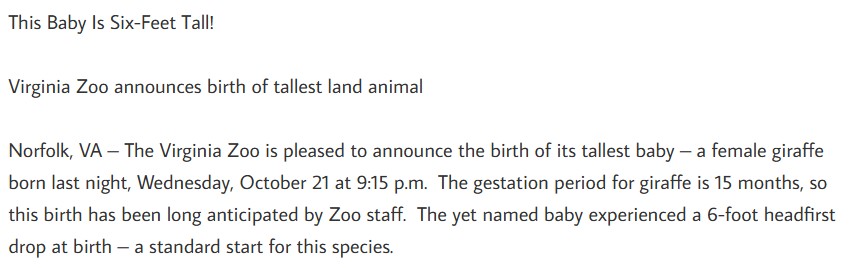 This Baby Is Six-Feet Tall!
Virginia Zoo announces birth of tallest land animal
Norfolk, VA – The Virginia Zoo is pleased to announce the birth of its tallest baby – a female giraffe
born last night, Wednesday, October 21 at 9:15 p.m.  The gestation period for giraffe is 15 months, so
this birth has been long anticipated by Zoo staff.  The yet named baby experienced a 6-foot headfirst
drop at birth – a standard start for this species.